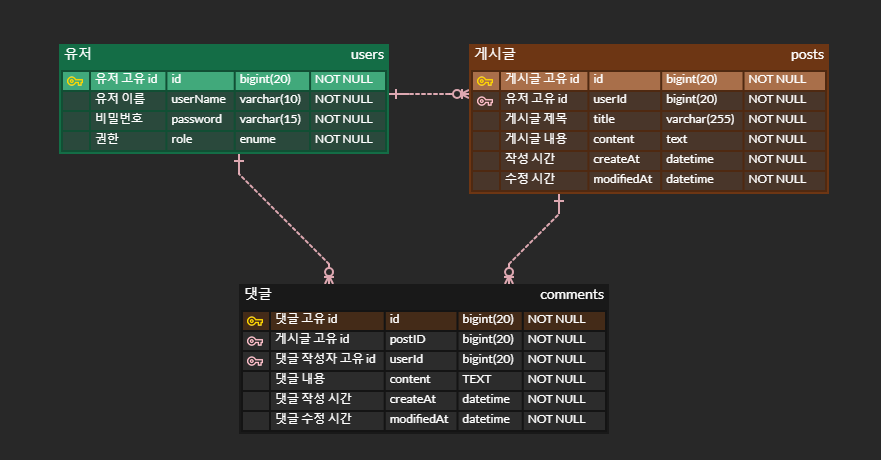 유저 users
유저 고유 id id bigint(20) NOT NULL
유저 이름 userName varchar(10) NOT NULL
비밀번호 password varchar(15) NOT NULL
권한 role enume NOT NULL
게시글 posts
게시글 고유 id id bigint(20) NOT NULL
유저 고유 id userId bigint(20) NOT NULL
게시글 제목 title varchar(255) NOT NULL
게시글 내용 content text NOT NULL
작성 시간 createAt datetime NOT NULL
수정 시간 modifiedAt datetime NOT NULL
댓글 comments
댓글 고유 id id bigint(20) NOT NULL
게시글 고유 id postID bigint(20) NOT NULL
댓글 작성자 고유 id userId bigint(20) NOT NULL
댓글 내용 content TEXT NOT NULL
댓글 작성 시간 createAt datetime NOT NULL
댓글 수정 시간 modifiedAt datetime NOT NULL